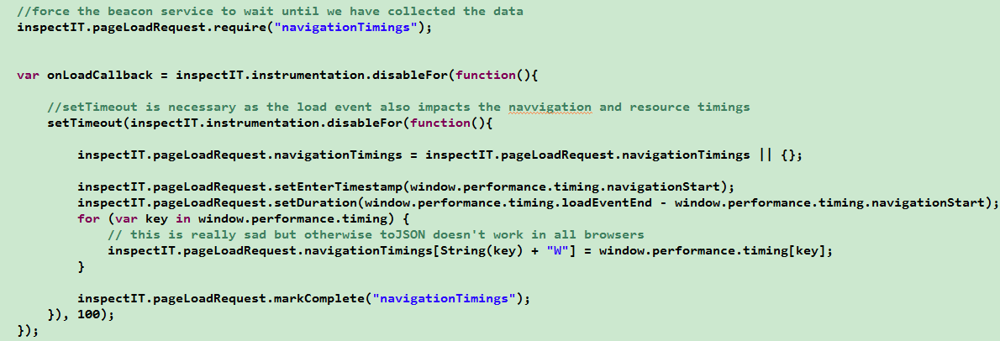 //force the beacon service to wait until we have collected the data
inspectIT.pageLoadRequest.require("navigationTimings");
var onLoadCallback = inspectIT.instrumentation.disableFor(function(){
//setTimeout is necessary as the load event also impacts the navvigation and resource timings
setTimeout(inspectIT.instrumentation.disableFor(function(){
inspectIT.pageLoadRequest.navigationTimings = inspectIT.pageLoadRequest.navigationTimings || {};
inspectIT.pageLoadRequest.setEnterTimestamp(window.performance.timing.navigationStart);
inspectIT.pageLoadRequest.setDuration(window.performance.timing.loadEventEnd - window.performance.timing.navigationStart);
for (var key in window.performance.timing) {
// this is really sad but otherwise toJSON doesn't work in all browsers
inspectIT.pageLoadRequest.navigationTimings[String(key) + "W"] = window.performance.timing[key];
}
inspectIT.pageLoadRequest.markComplete("navigationTimings");
}), 100);
});